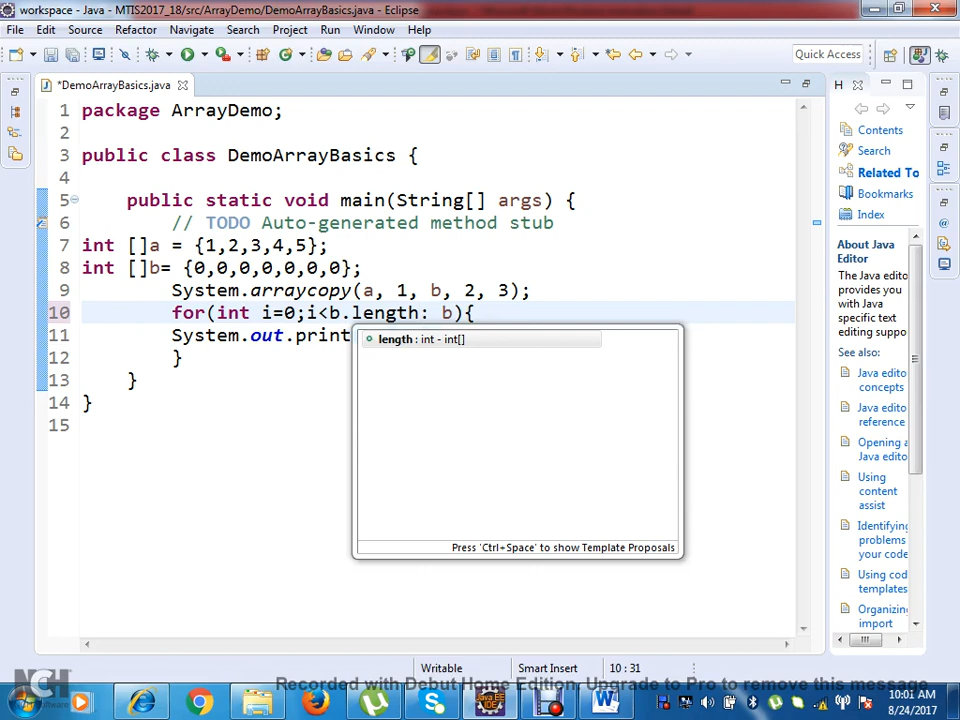 workspace - Java - MTIS2017_18/src/ArrayDemo/DemoArrayBasics.java - Eclipse
File Edit Source Refactor Navigate Search Project Run Window Help
Quick Access
*DemoArrayBasics.java
H
1 package ArrayDemo;
2
3 public class DemoArrayBasics {
4
5 public static void main(String[] args) {
6 // TODO Auto-generated method stub
7 int []a = {1,2,3,4,5};
8 int []b= {0,0,0,0,0,0,0};
9 System.arraycopy(a, 1, b, 2, 3);
10 for(int i=0;i<b.length: b){
11 System.out.print
12 }
13 }
14 }
15
length : int - int[]
Press 'Ctrl+Space' to show Template Proposals
Contents
Search
Related To
Bookmarks
Index
About Java
Editor
The Java editor
provides you
with Java
specific text
editing suppo
See also:
Java edito
concepts
Java edito
reference
Opening a
Java edito
Using
content
assist
Identifying
problems
your code
Using cod
templates
Organizing
import
Writable Smart Insert 10 : 31
Recorded with Debut Home Edition. Upgrade to Pro to remove this message
NCH Software
10:01 AM
8/24/2017